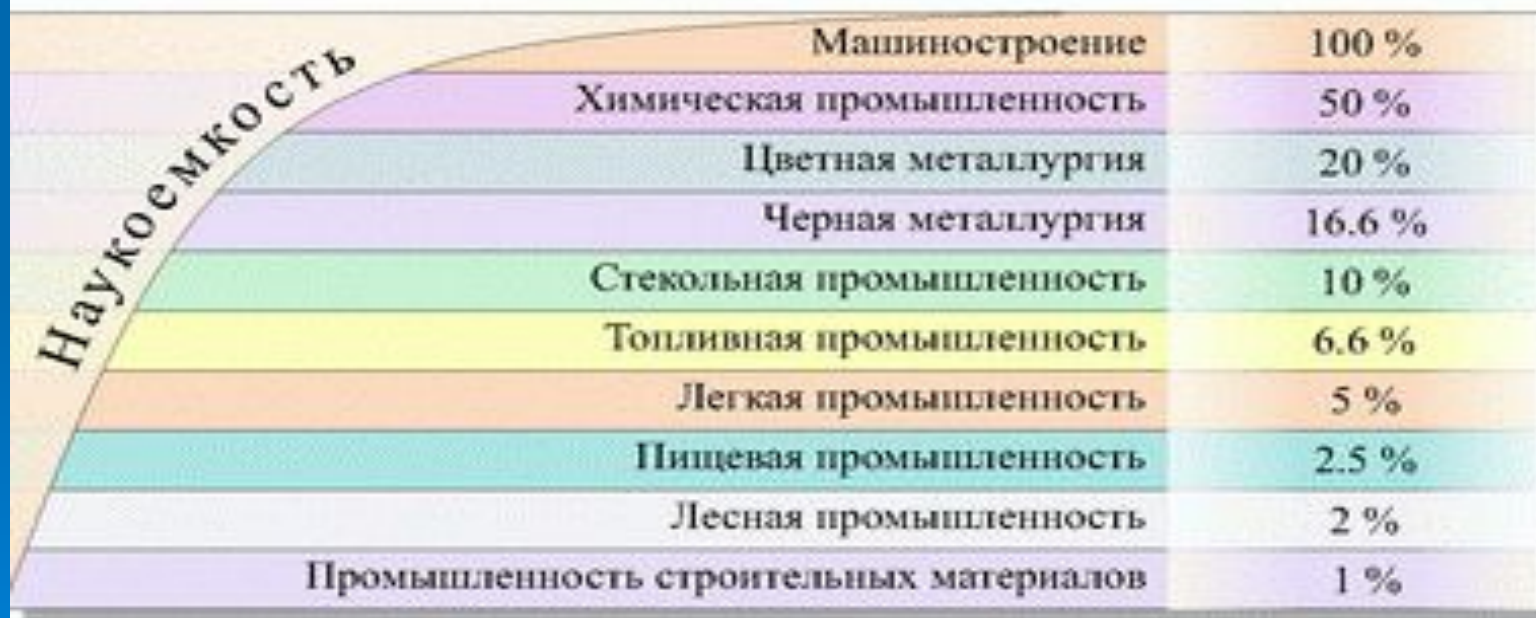 Наукоемкость
Машиностроение 100 %
Химическая промышленность 50 %
Цветная металлургия 20 %
Черная металлургия 16.6 %
Стекольная промышленность 10 %
Топливная промышленность 6.6 %
Легкая промышленность 5 %
Пищевая промышленность 2.5 %
Лесная промышленность 2 %
Промышленность строительных материалов 1 %